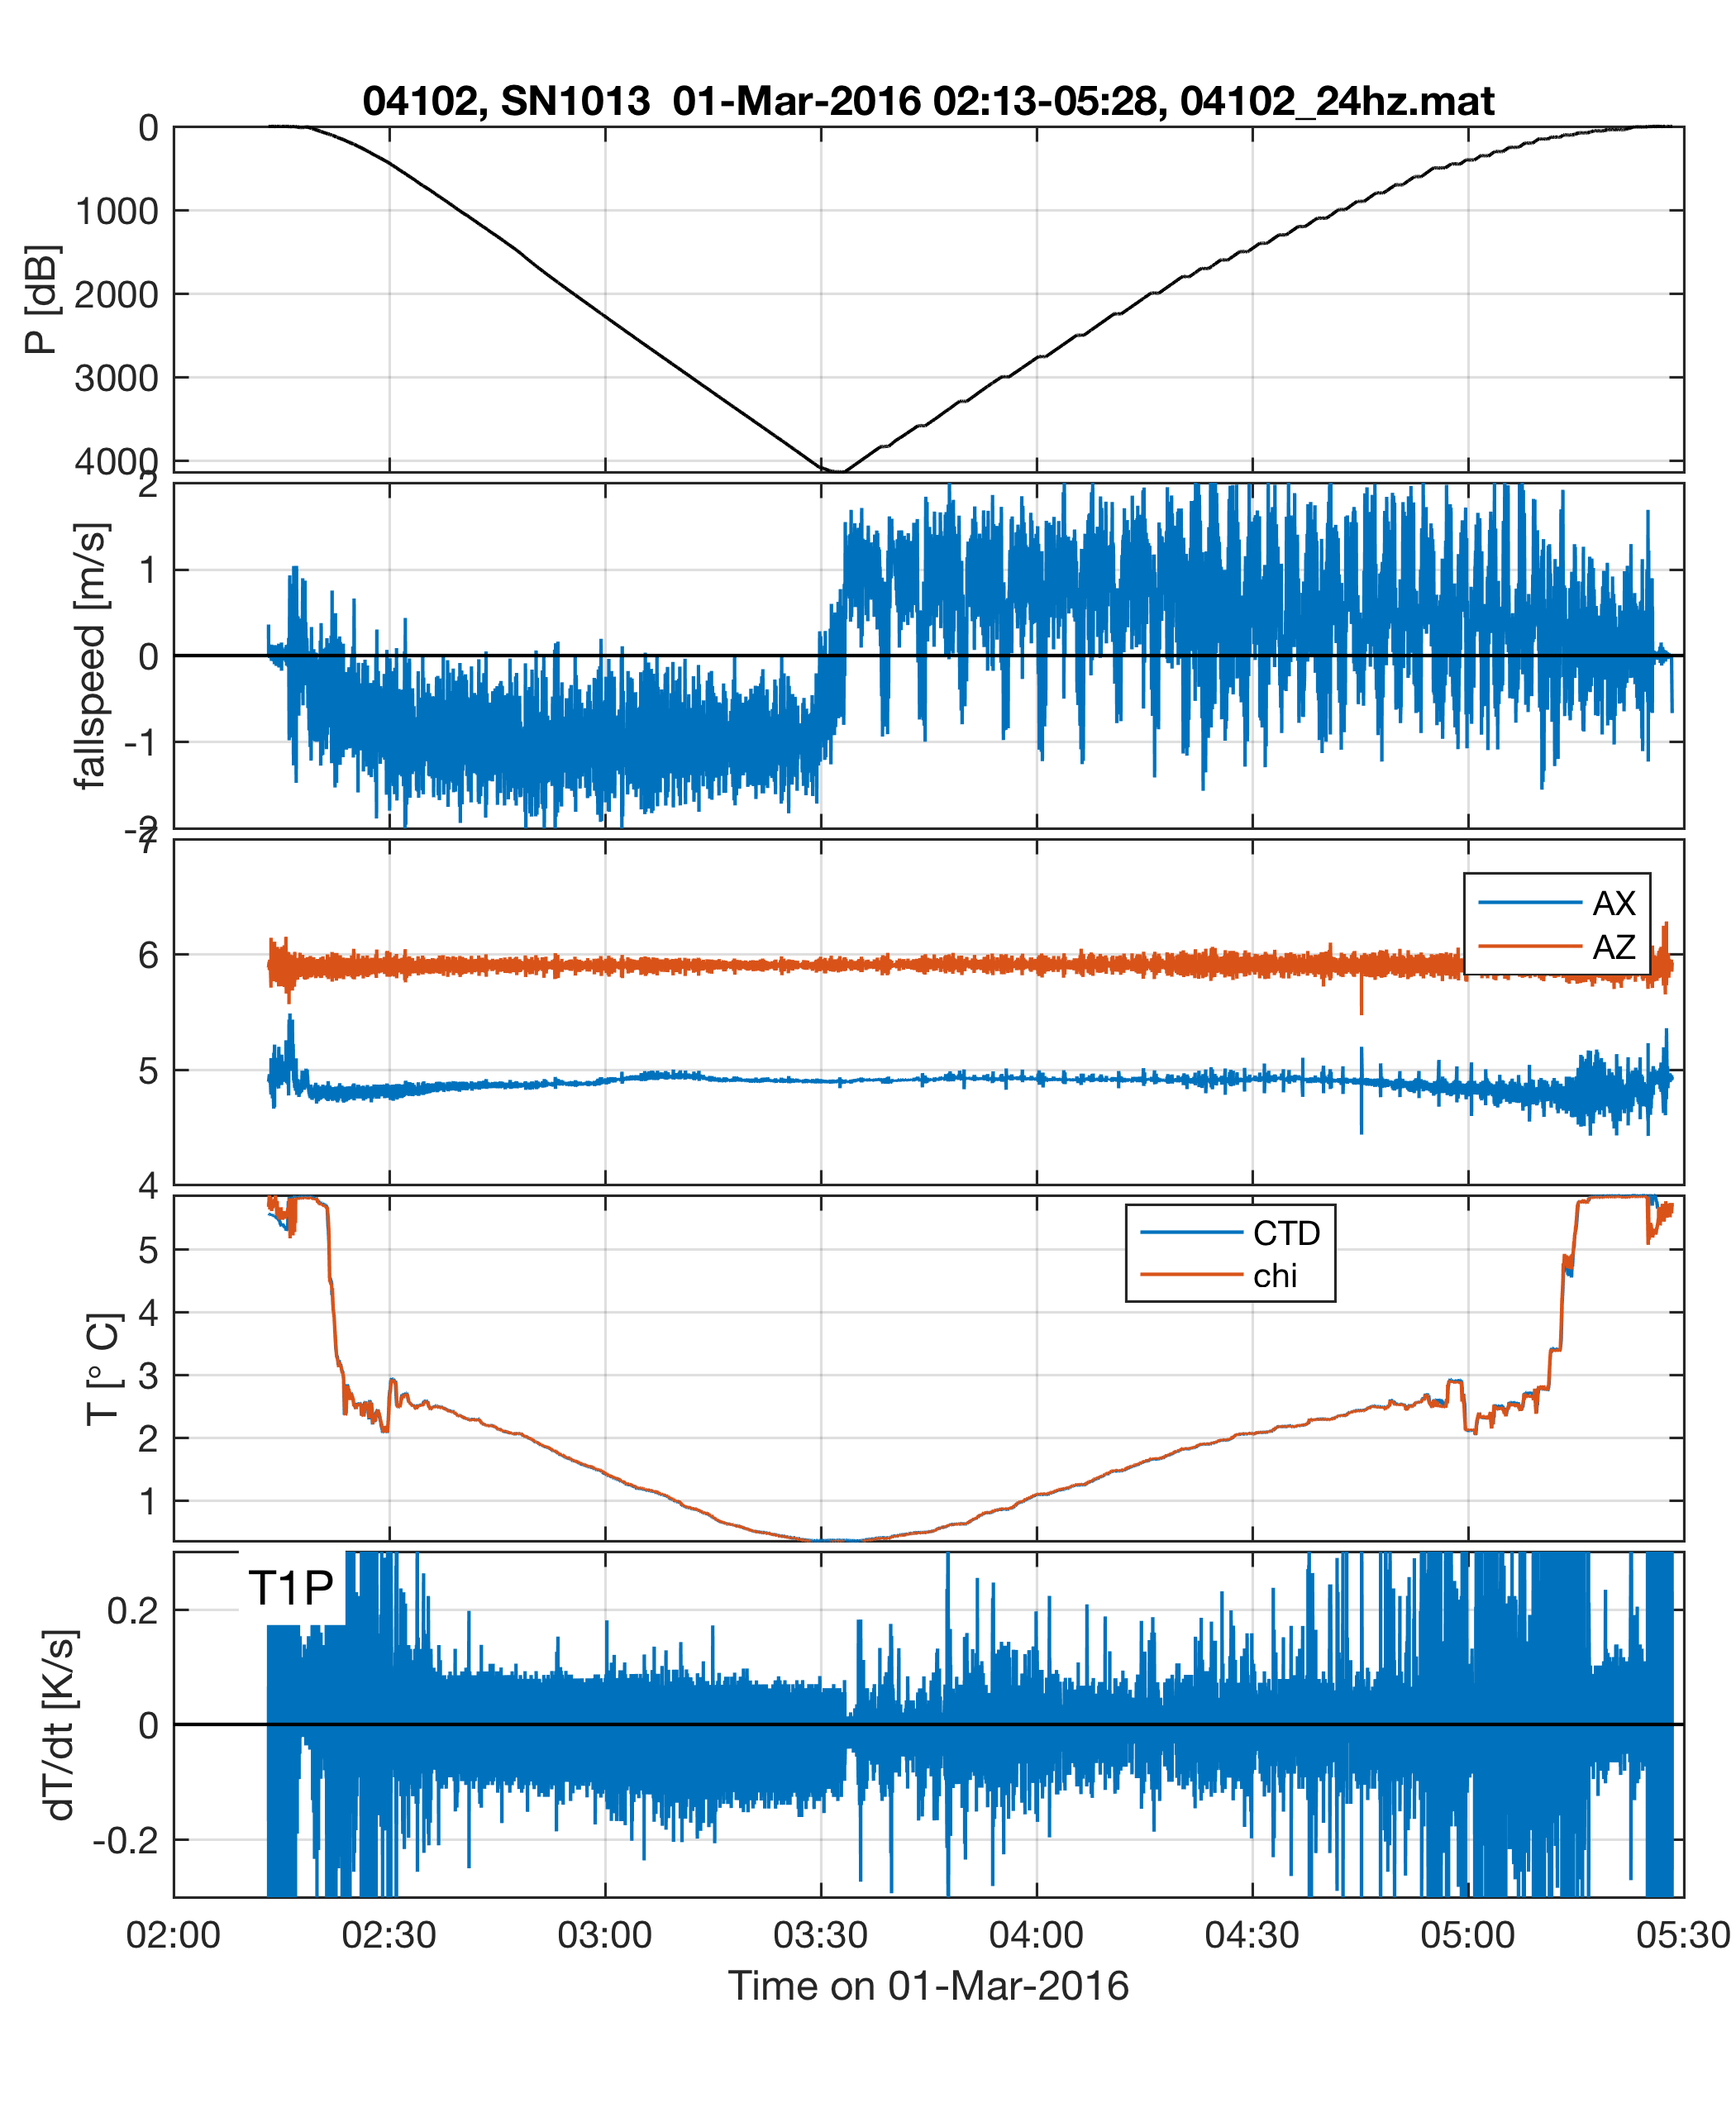 04102, SN1013 01-Mar-2016 02:13-05:28, 04102_24hz.mat
P [dB]
0
1000
2000
3000
4000
fallspeed [m/s]
2
1
0
-1
-2
7
6
5
4
AX
AZ
T [° C]
5
4
3
2
1
CTD
chi
dT/dt [K/s]
T1P
0.2
0
-0.2
02:00 02:30 03:00 03:30 04:00 04:30 05:00 05:30
Time on 01-Mar-2016